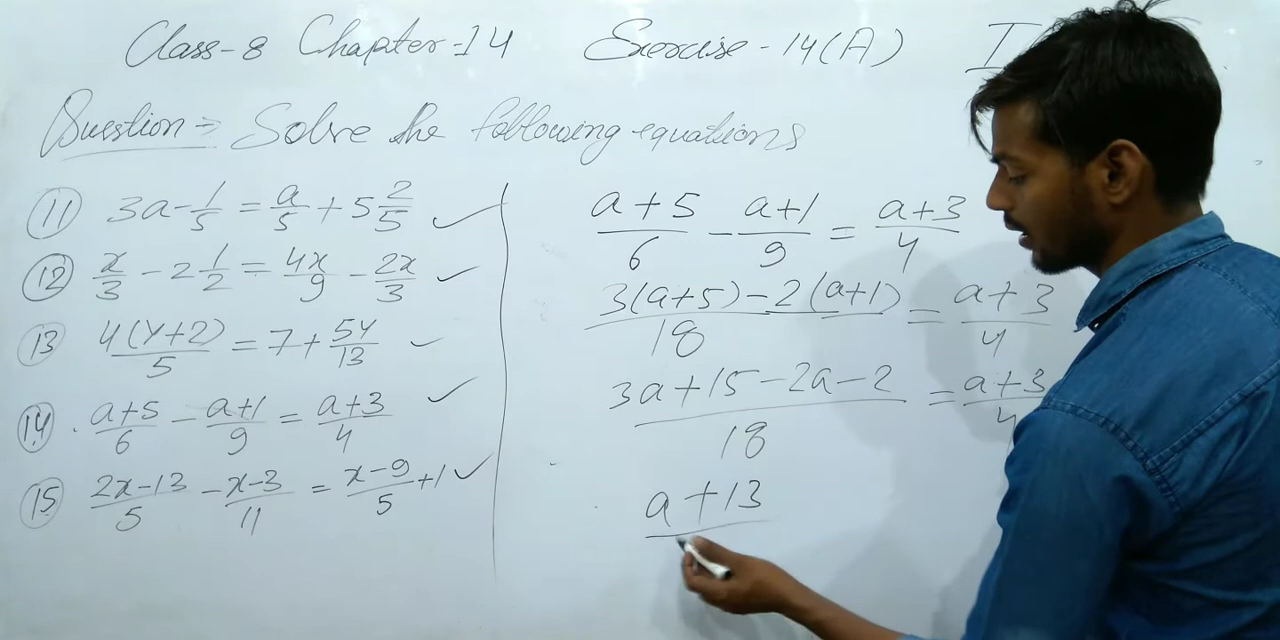 Class-8 Chapter-14 Exercise-14(A) I
Question => Solve the following equations
(11) 3a - 1/5 = a/5 + 5 2/5 ✓
(12) x/3 - 2 1/2 = 4x/9 - 2x/3 ✓
(13) 4(y+2)/5 = 7 + 5y/13 ✓
(14) a+5/6 - a+1/9 = a+3/4 ✓
(15) 2x-13/5 - x-3/11 = x-9/5 + 1 ✓
a+5/6 - a+1/9 = a+3/4
3(a+5)-2(a+1)/18 = a+3/4
3a+15-2a-2/18 = a+3/4
a+13